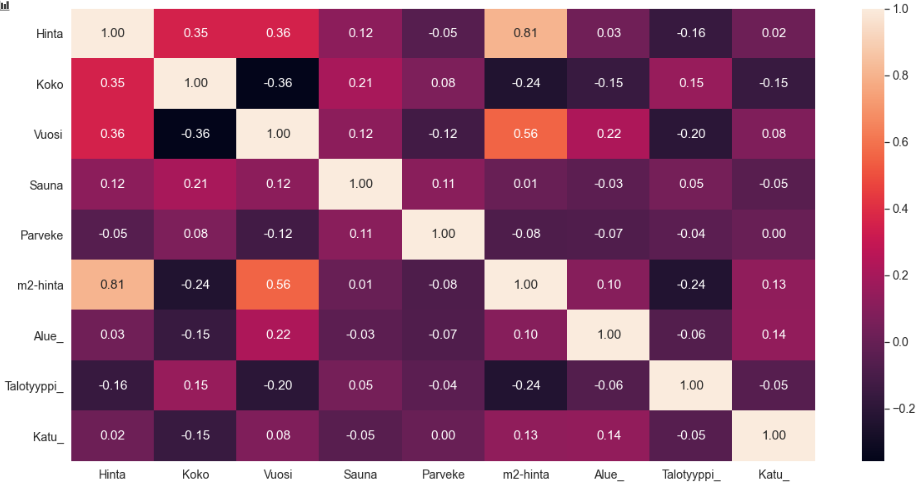 Hinta 1.00 0.35 0.36 0.12 -0.05 0.81 0.03 -0.16 0.02
Koko 0.35 1.00 -0.36 0.21 0.08 -0.24 -0.15 0.15 -0.15
Vuosi 0.36 -0.36 1.00 0.12 -0.12 0.56 0.22 -0.20 0.08
Sauna 0.12 0.21 0.12 1.00 0.11 0.01 -0.03 0.05 -0.05
Parveke -0.05 0.08 -0.12 0.11 1.00 -0.08 -0.07 -0.04 0.00
m2-hinta 0.81 -0.24 0.56 0.01 -0.08 1.00 0.10 -0.24 0.13
Alue_ 0.03 -0.15 0.22 -0.03 -0.07 0.10 1.00 -0.06 0.14
Talotyyppi_ -0.16 0.15 -0.20 0.05 -0.04 -0.24 -0.06 1.00 -0.05
Katu_ 0.02 -0.15 0.08 -0.05 0.00 0.13 0.14 -0.05 1.00
Hinta Koko Vuosi Sauna Parveke m2-hinta Alue_ Talotyyppi_ Katu_
1.0
0.8
0.6
0.4
0.2
0.0
−0.2